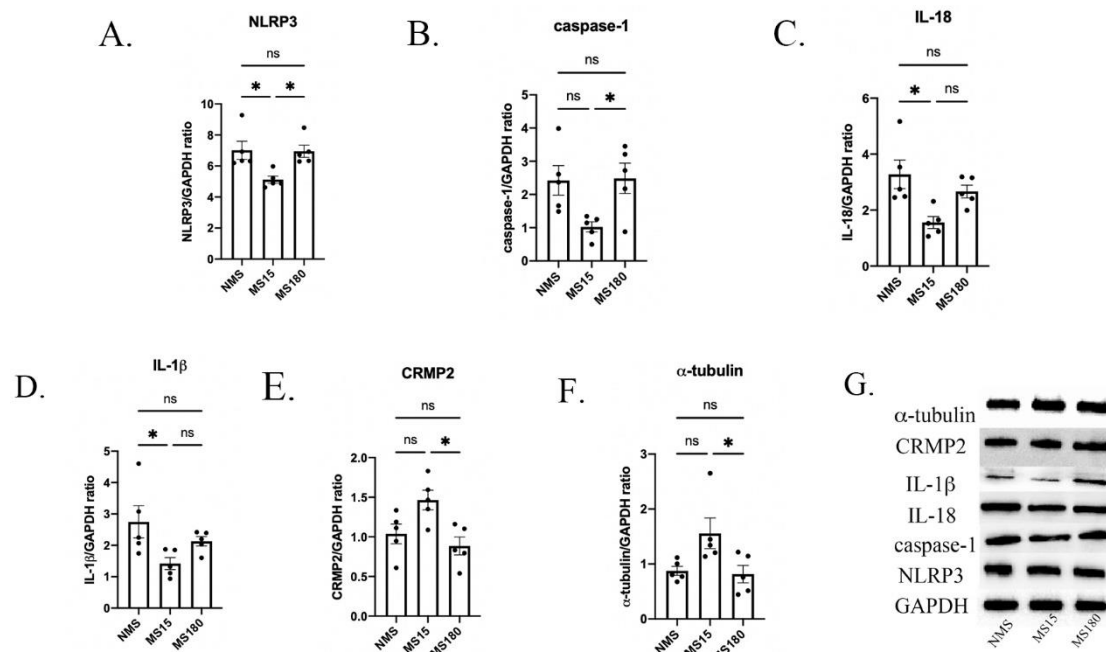 A.
NLRP3
ns
* *
NLRP3/GAPDH ratio
10
8
6
4
2
0
NMS
MS15
MS180
B.
caspase-1
ns
ns *
caspase-1/GAPDH ratio
5
4
3
2
1
0
NMS
MS15
MS180
C.
IL-18
ns
* ns
IL-18/GAPDH ratio
6
4
2
0
NMS
MS15
MS180
D.
IL-1β
ns
* ns
IL-1β/GAPDH ratio
5
4
3
2
1
0
NMS
MS15
MS180
E.
CRMP2
ns
ns *
CRMP2/GAPDH ratio
2.0
1.5
1.0
0.5
0.0
NMS
MS15
MS180
F.
α-tubulin
ns
ns *
α-tubulin/GAPDH ratio
3
2
1
0
NMS
MS15
MS180
G.
α-tubulin
CRMP2
IL-1β
IL-18
caspase-1
NLRP3
GAPDH
NMS
MS15
MS180